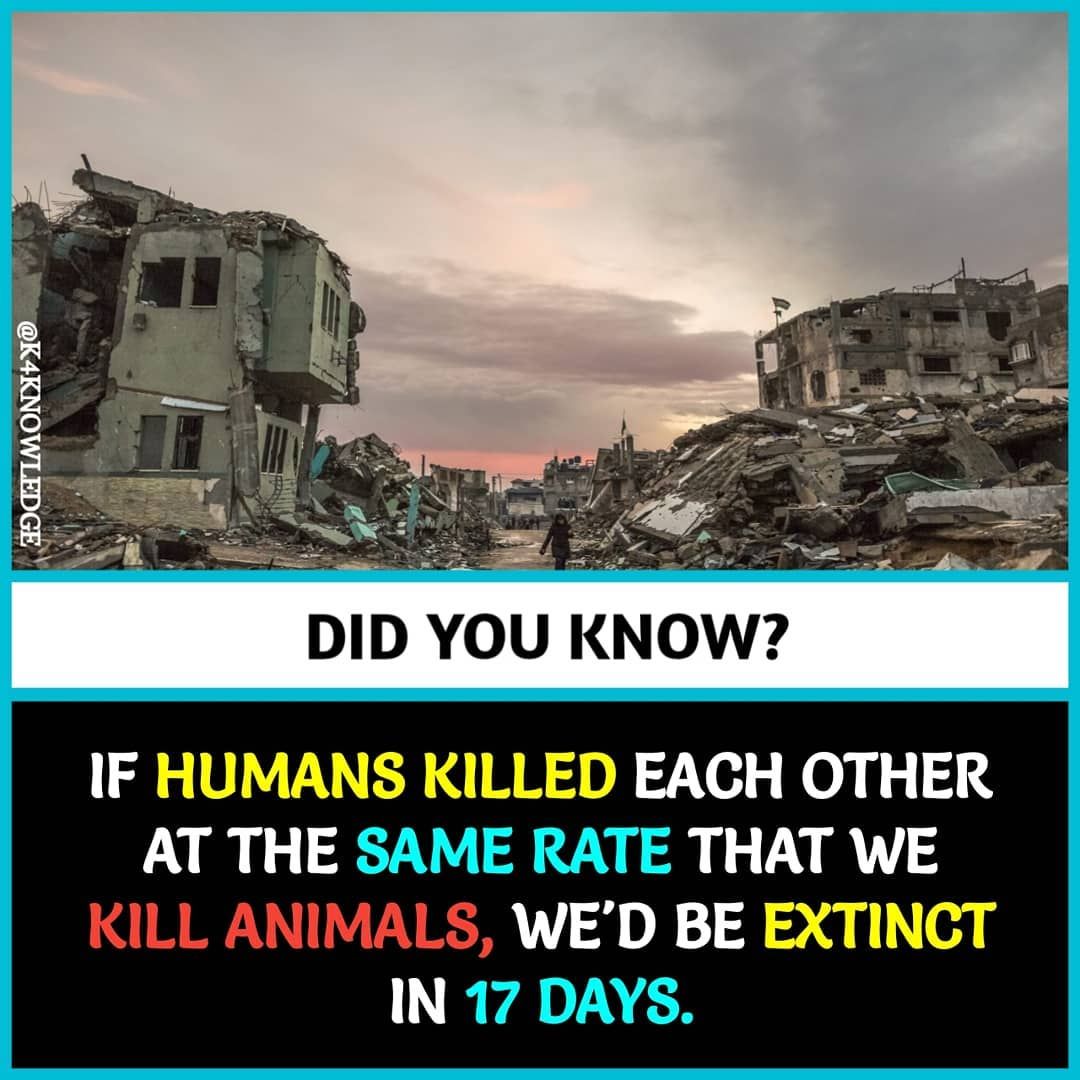 @K4KNOWLEDGE
DID YOU KNOW?
IF HUMANS KILLED EACH OTHER
AT THE SAME RATE THAT WE
KILL ANIMALS, WE'D BE EXTINCT
IN 17 DAYS.